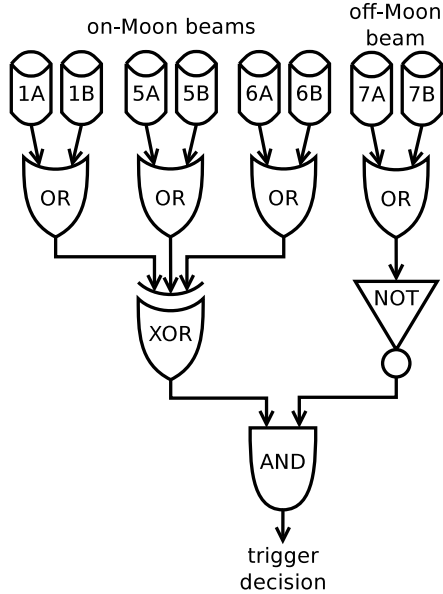 on-Moon beams
off-Moon
beam
1A 1B 5A 5B 6A 6B 7A 7B
OR OR OR OR
NOT
XOR
AND
trigger
decision